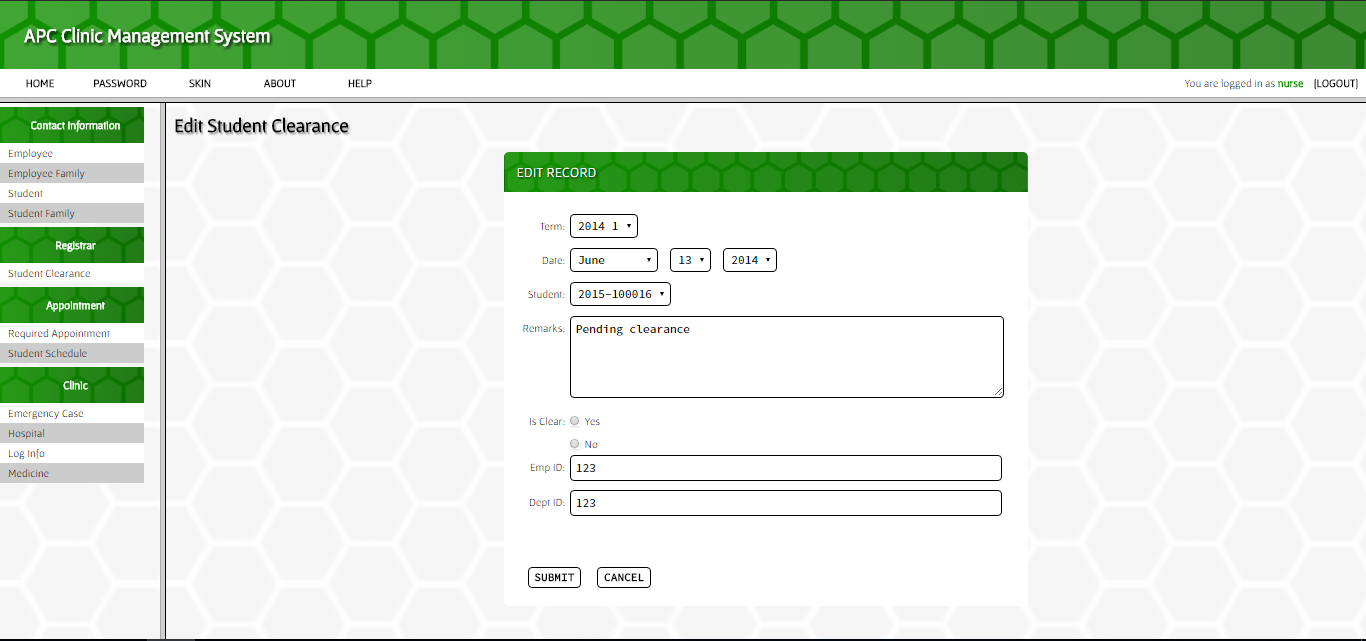 APC Clinic Management System
HOME PASSWORD SKIN ABOUT HELP You are logged in as nurse [LOGOUT]
Contact Information
Employee
Employee Family
Student
Student Family
Registrar
Student Clearance
Appointment
Required Appointment
Student Schedule
Clinic
Emergency Case
Hospital
Log Info
Medicine
Edit Student Clearance
EDIT RECORD
Term: 2014 1
Date: June 13 2014
Student: 2015-100016
Remarks: Pending clearance
Is Clear: Yes
No
Emp ID: 123
Dept ID: 123
SUBMIT CANCEL